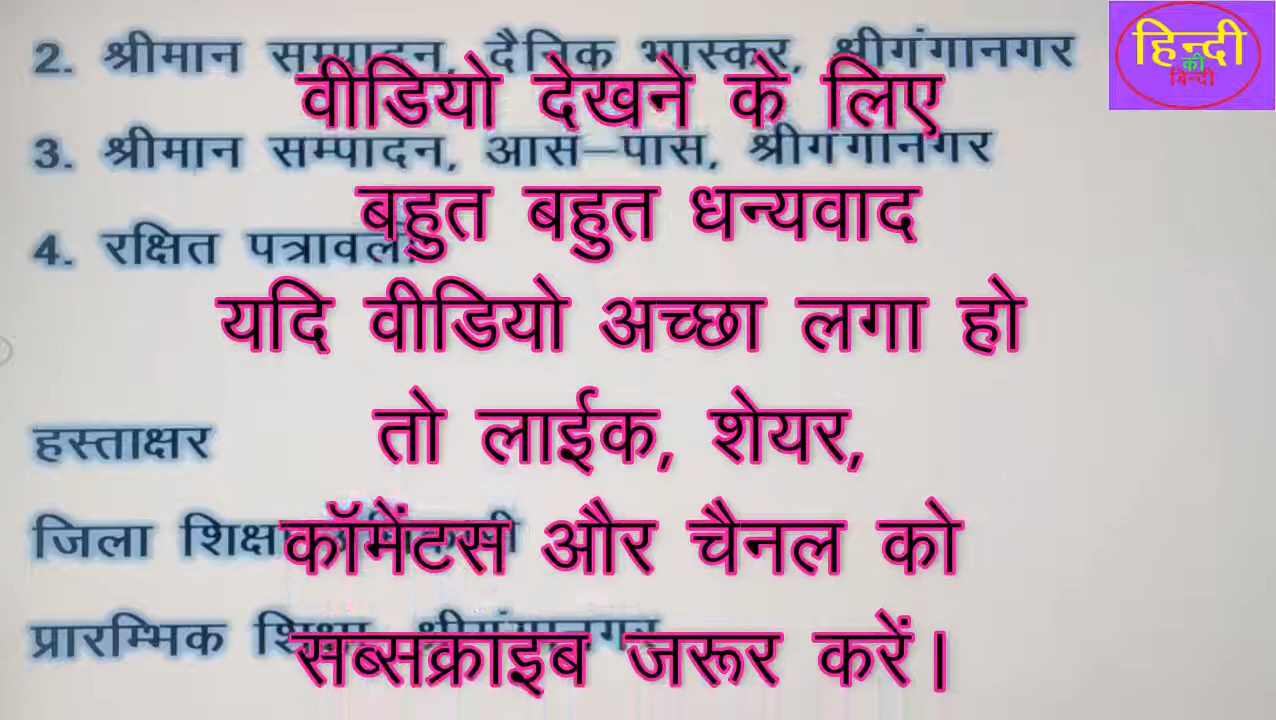 2. श्रीमान सम्पादन, दैनिक भास्कर, श्रीगंगानगर
वीडियो देखने के लिए
3. श्रीमान सम्पादन, आस–पास, श्रीगंगानगर
बहुत बहुत धन्यवाद
4. रक्षित पत्रावली
यदि वीडियो अच्छा लगा हो
तो लाईक, शेयर,
हस्ताक्षर
कॉमेंटस और चैनल को
जिला शिक्षा
सब्सक्राइब जरूर करें।
प्रारम्भिक शिक्षा, श्रीगंगानगर
हिन्दी
की
बिन्दी